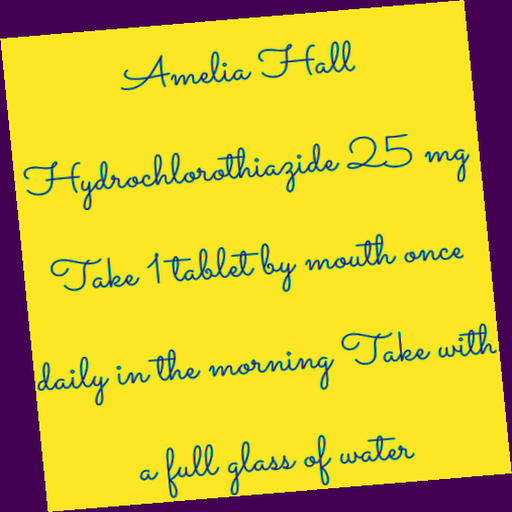 Amelia Hall
Hydrochlorothiazide 25 mg
Take 1 tablet by mouth once
daily in the morning Take with
a full glass of water